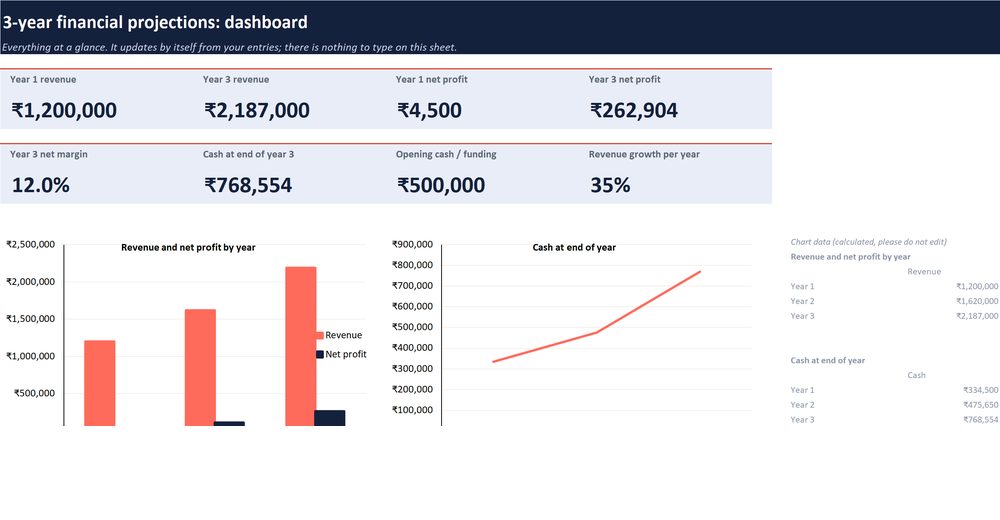 3-year financial projections: dashboard
Everything at a glance. It updates by itself from your entries; there is nothing to type on this sheet.
Year 1 revenue
Year 3 revenue
Year 1 net profit
Year 3 net profit
₹1,200,000
₹2,187,000
₹4,500
₹262,904
Year 3 net margin
Cash at end of year 3
Opening cash / funding
Revenue growth per year
12.0%
₹768,554
₹500,000
35%
Revenue and net profit by year
₹2,500,000
₹2,000,000
₹1,500,000
₹1,000,000
₹500,000
Revenue
Net profit
Cash at end of year
₹900,000
₹800,000
₹700,000
₹600,000
₹500,000
₹400,000
₹300,000
₹200,000
₹100,000
Chart data (calculated, please do not edit)
Revenue and net profit by year
Revenue
Year 1 ₹1,200,000
Year 2 ₹1,620,000
Year 3 ₹2,187,000
Cash at end of year
Cash
Year 1 ₹334,500
Year 2 ₹475,650
Year 3 ₹768,554